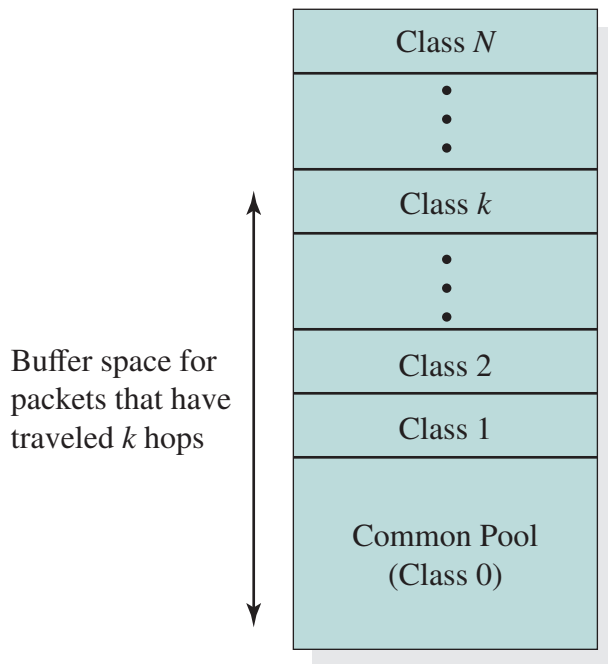 Class N
Class k
Class 2
Class 1
Common Pool
(Class 0)
Buffer space for
packets that have
traveled k hops